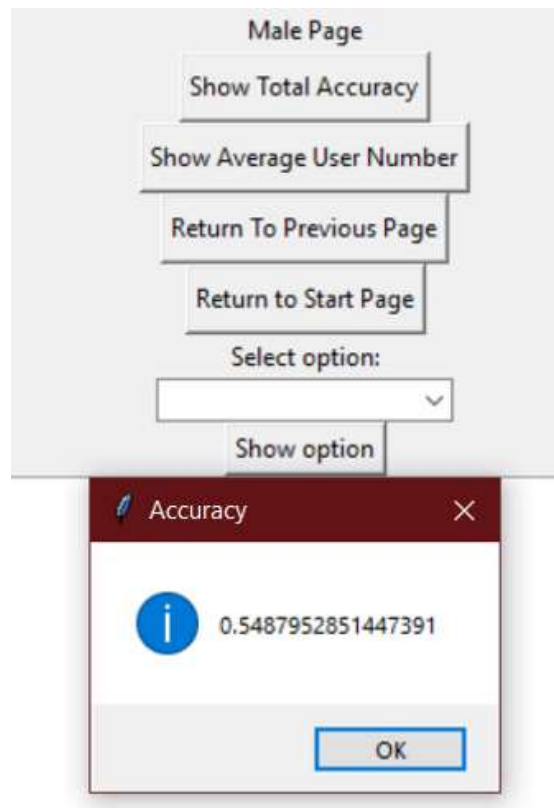 Male Page
Show Total Accuracy
Show Average User Number
Return To Previous Page
Return to Start Page
Select option:
Show option
Accuracy
0.5487952851447391
OK